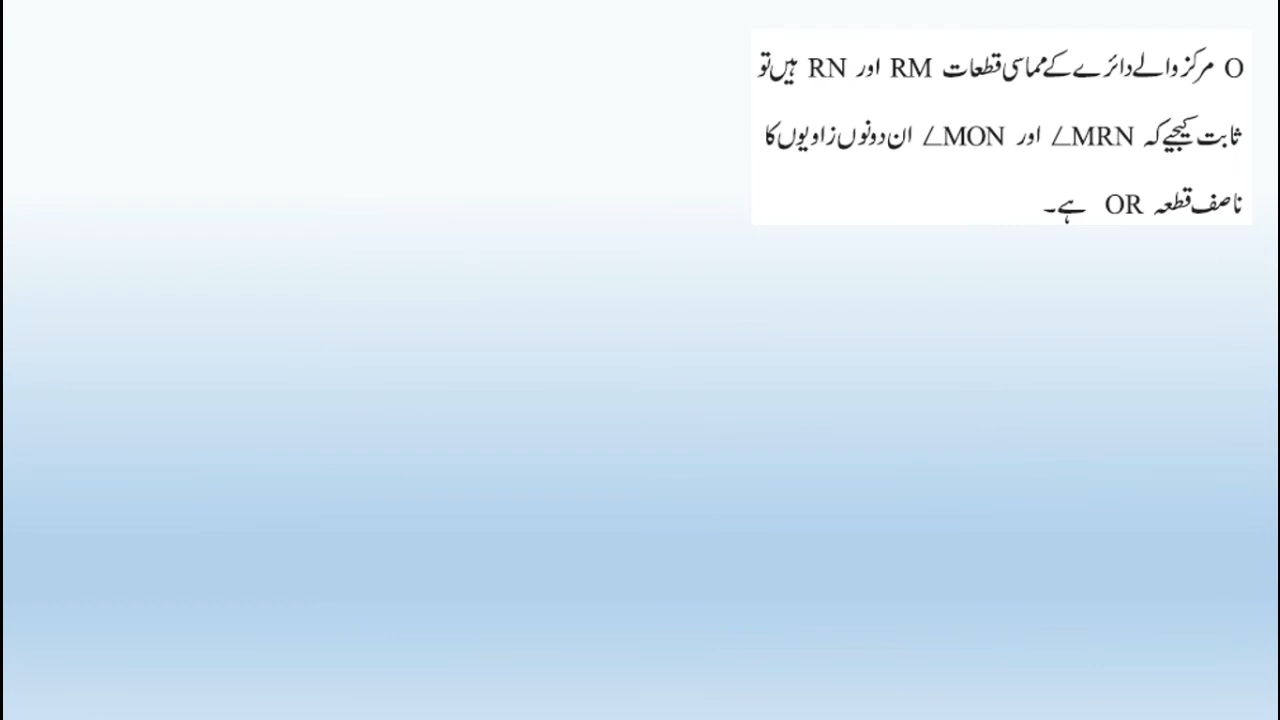 O مرکز والے دائرے کے مماسی قطعات RM اور RN ہیں تو
ثابت کیجیے کہ ∠MRN اور ∠MON ان دونوں زاویوں کا
ناصف قطعہ OR ہے۔